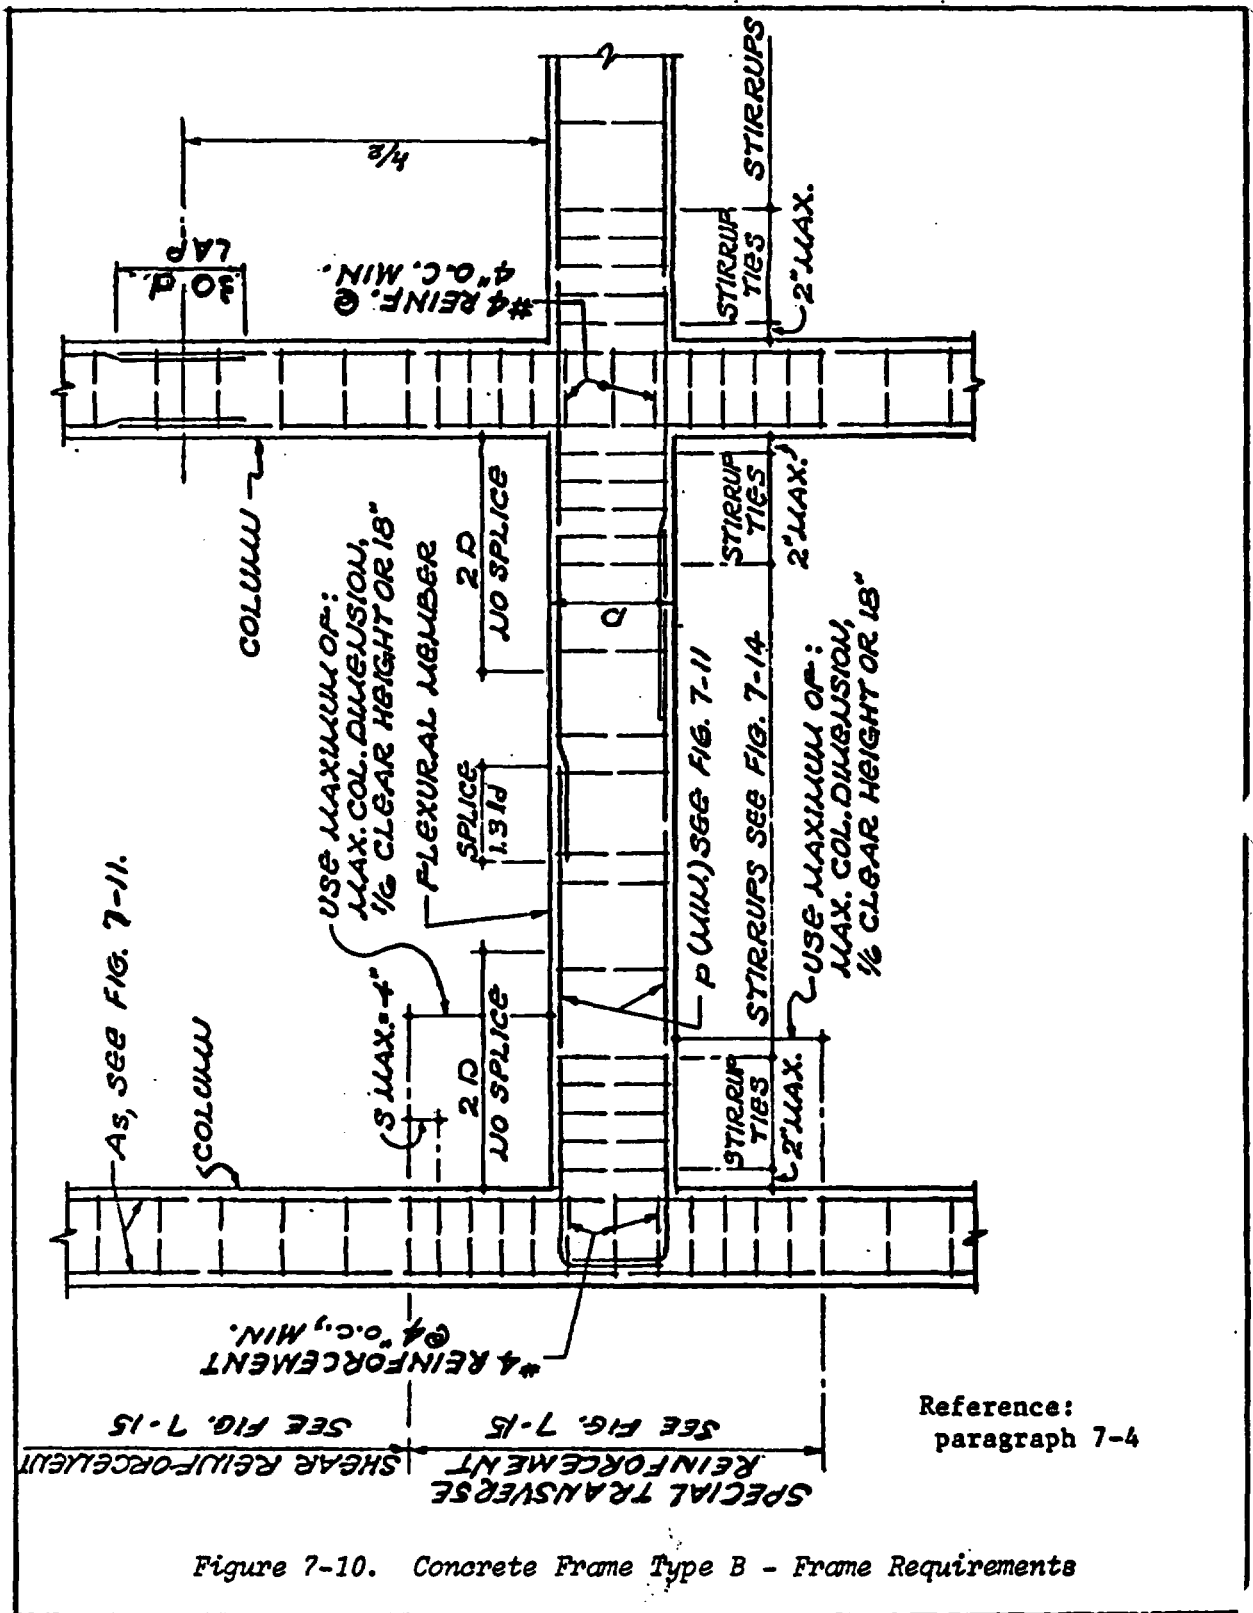 STIRRUPS
h/2
30 d.
LAP
#4 REINF. @
4" O.C. MIN.
STIRRUP
TIES
2" MAX.
COLUMN
USE MAXIMUM OF:
MAX. COL. DIMENSION,
1/6 CLEAR HEIGHT OR 18"
FLEXURAL MEMBER
2 D
NO SPLICE
STIRRUP
TIES
2" MAX.
D
SPLICE
1.3 ld
P (MIN.) SEE FIG. 7-11
STIRRUPS SEE FIG. 7-14
USE MAXIMUM OF:
MAX. COL. DIMENSION,
1/6 CLEAR HEIGHT OR 18"
As, SEE FIG. 7-11.
COLUMN
S MAX. = 4"
2 D
NO SPLICE
STIRRUP
TIES
2" MAX.
#4 REINFORCEMENT
@ 4" O.C., MIN.
SHEAR REINFORCEMENT
SEE FIG. 7-15
SPECIAL TRANSVERSE
REINFORCEMENT
SEE FIG. 7-15
Reference:
paragraph 7-4
Figure 7-10. Concrete Frame Type B - Frame Requirements